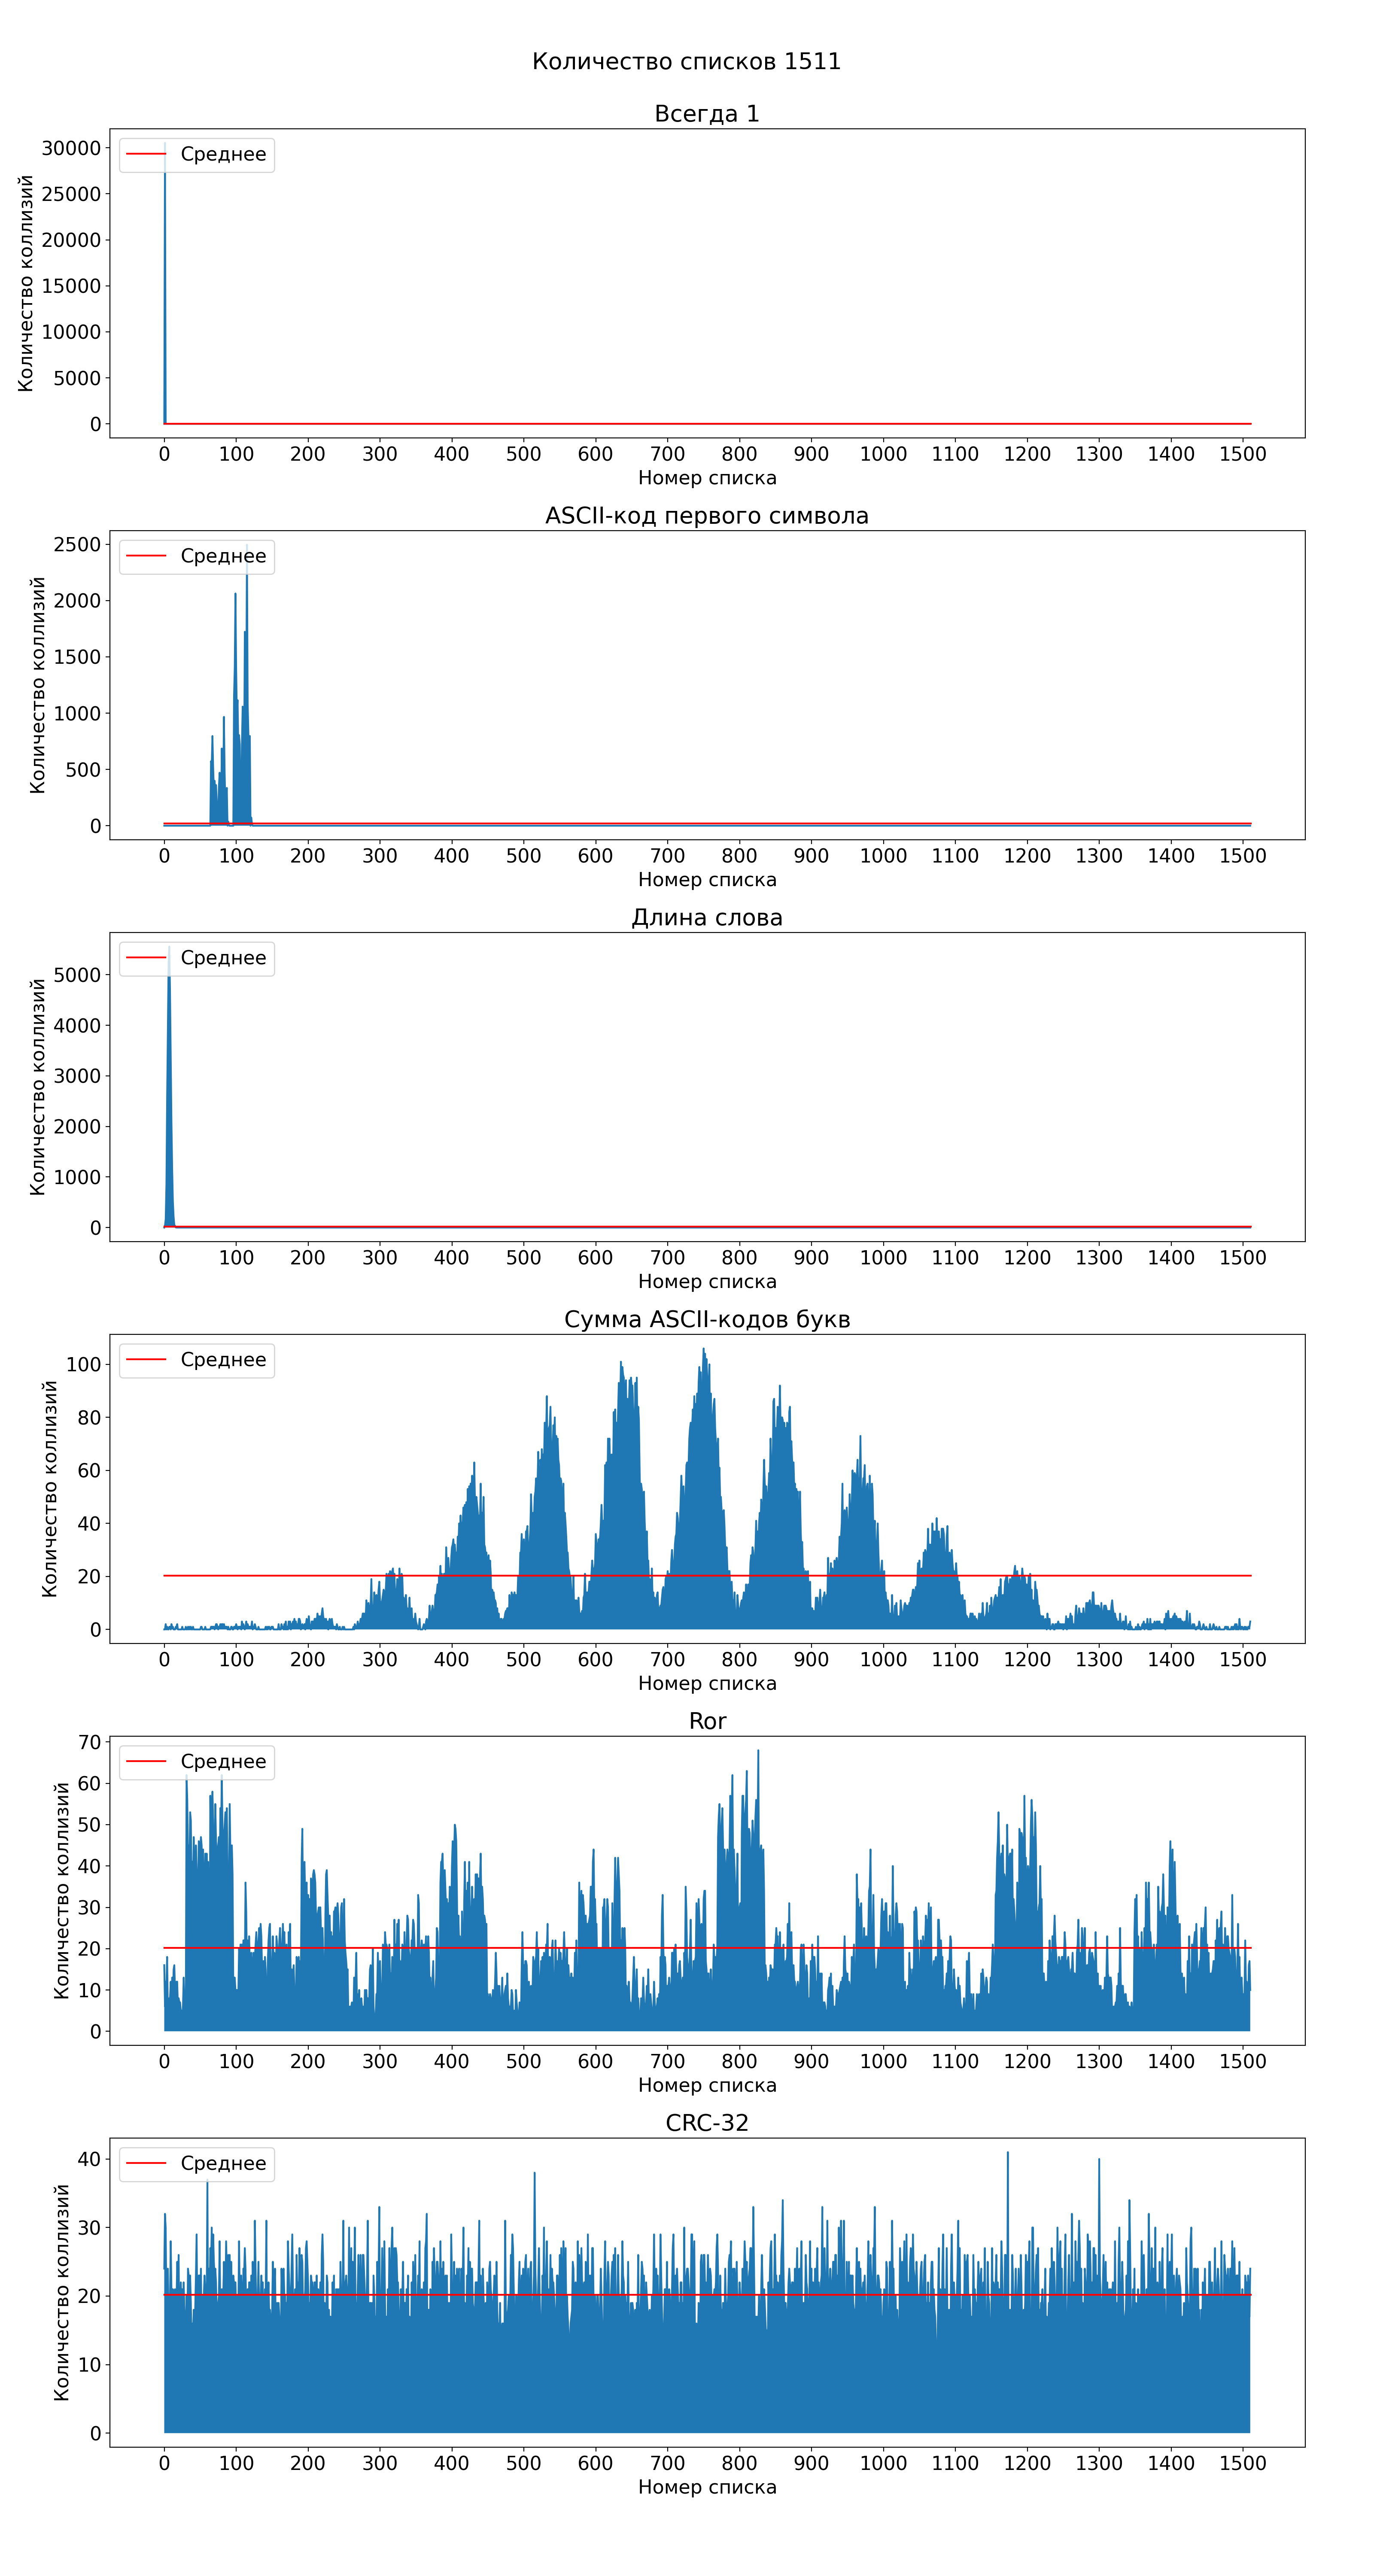 Количество списков 1511
Всегда 1
Среднее
30000
25000
20000
15000
10000
5000
0
Количество коллизий
0 100 200 300 400 500 600 700 800 900 1000 1100 1200 1300 1400 1500
Номер списка
ASCII-код первого символа
Среднее
2500
2000
1500
1000
500
0
Количество коллизий
0 100 200 300 400 500 600 700 800 900 1000 1100 1200 1300 1400 1500
Номер списка
Длина слова
Среднее
5000
4000
3000
2000
1000
0
Количество коллизий
0 100 200 300 400 500 600 700 800 900 1000 1100 1200 1300 1400 1500
Номер списка
Сумма ASCII-кодов букв
Среднее
100
80
60
40
20
0
Количество коллизий
0 100 200 300 400 500 600 700 800 900 1000 1100 1200 1300 1400 1500
Номер списка
Ror
Среднее
70
60
50
40
30
20
10
0
Количество коллизий
0 100 200 300 400 500 600 700 800 900 1000 1100 1200 1300 1400 1500
Номер списка
CRC-32
Среднее
40
30
20
10
0
Количество коллизий
0 100 200 300 400 500 600 700 800 900 1000 1100 1200 1300 1400 1500
Номер списка